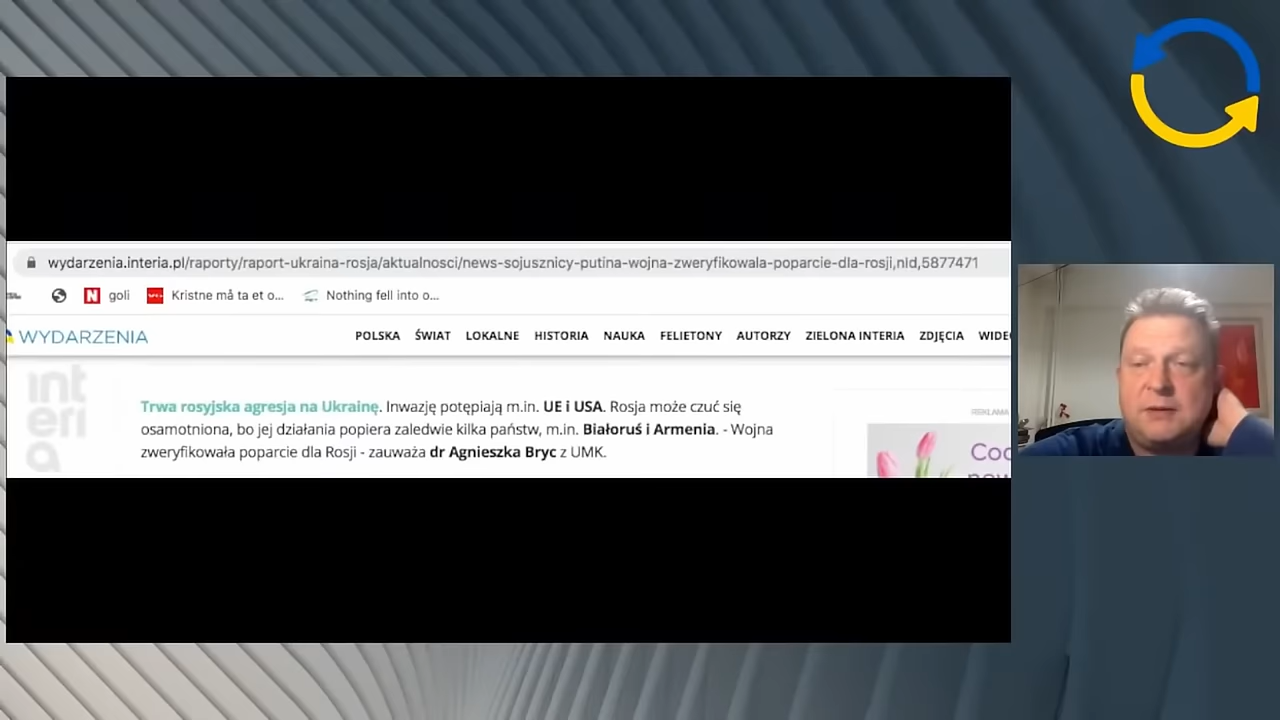 wydarzenia.interia.pl/raporty/raport-ukraina-rosja/aktualnosci/news-sojusznicy-putina-wojna-zweryfikowala-poparcie-dla-rosji,nId,5877471
goli Kristne må ta et o... Nothing fell into o...
WYDARZENIA POLSKA ŚWIAT LOKALNE HISTORIA NAUKA FELIETONY AUTORZY ZIELONA INTERIA ZDJĘCIA WIDEO
interia
Trwa rosyjska agresja na Ukrainę. Inwazję potępiają m.in. UE i USA. Rosja może czuć się
osamotniona, bo jej działania popiera zaledwie kilka państw, m.in. Białoruś i Armenia. - Wojna
zweryfikowała poparcie dla Rosji - zauważa dr Agnieszka Bryc z UMK.
REKLAMA